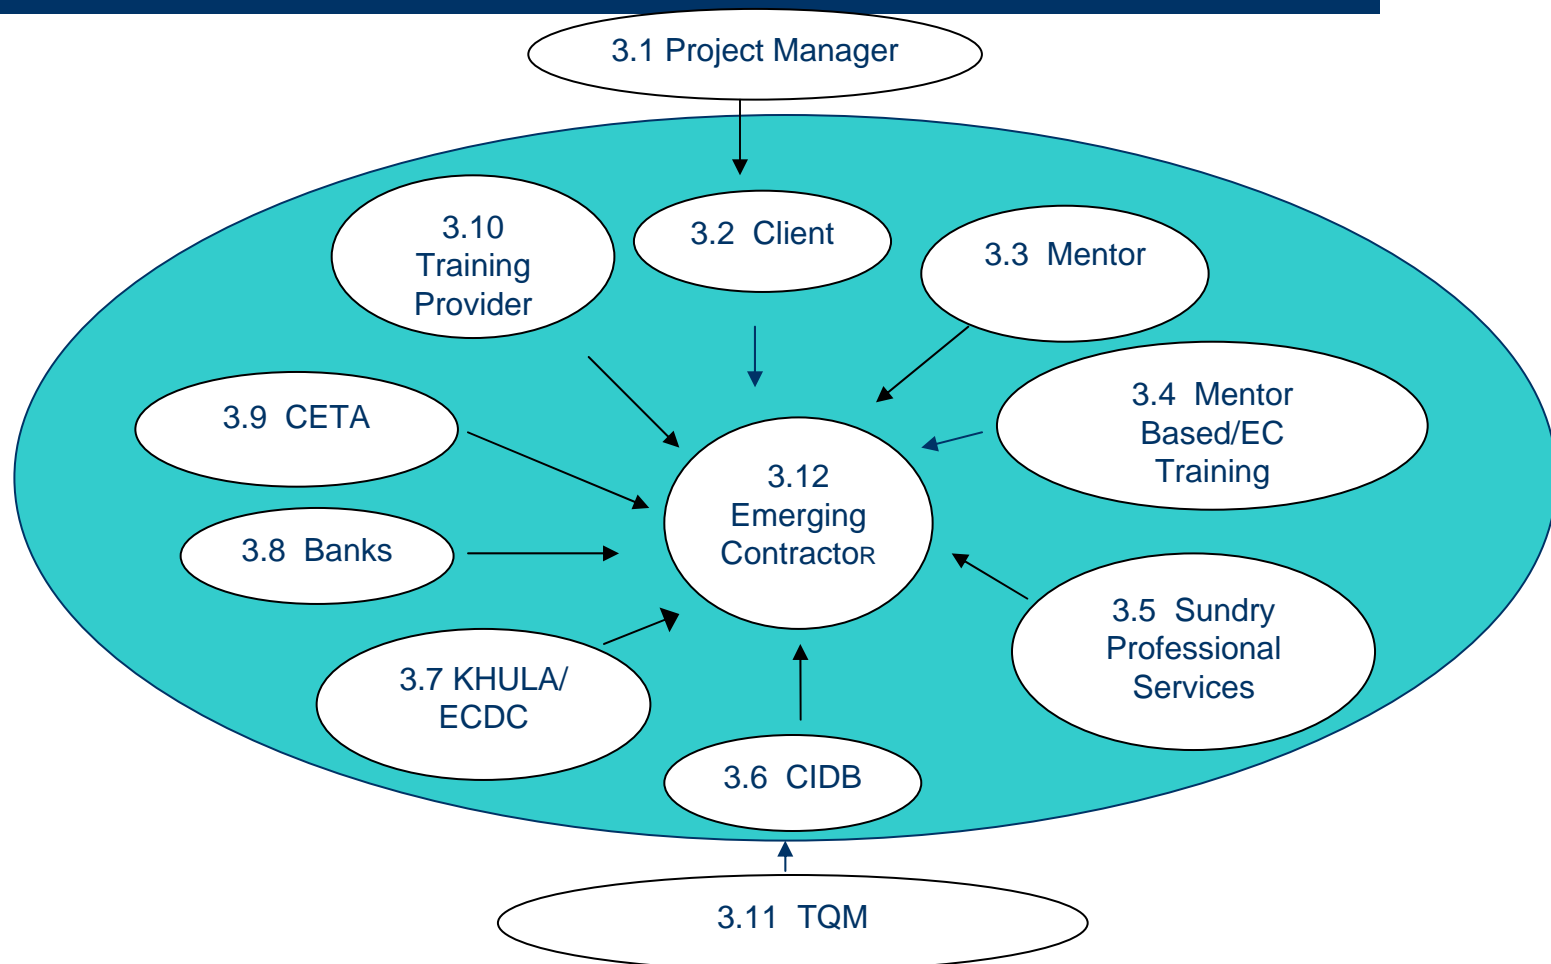 3.1 Project Manager
3.10
Training
Provider
3.2 Client
3.3 Mentor
3.9 CETA
3.4 Mentor
Based/EC
Training
3.12
Emerging
ContractoR
3.8 Banks
3.5 Sundry
Professional
Services
3.7 KHULA/
ECDC
3.6 CIDB
3.11 TQM